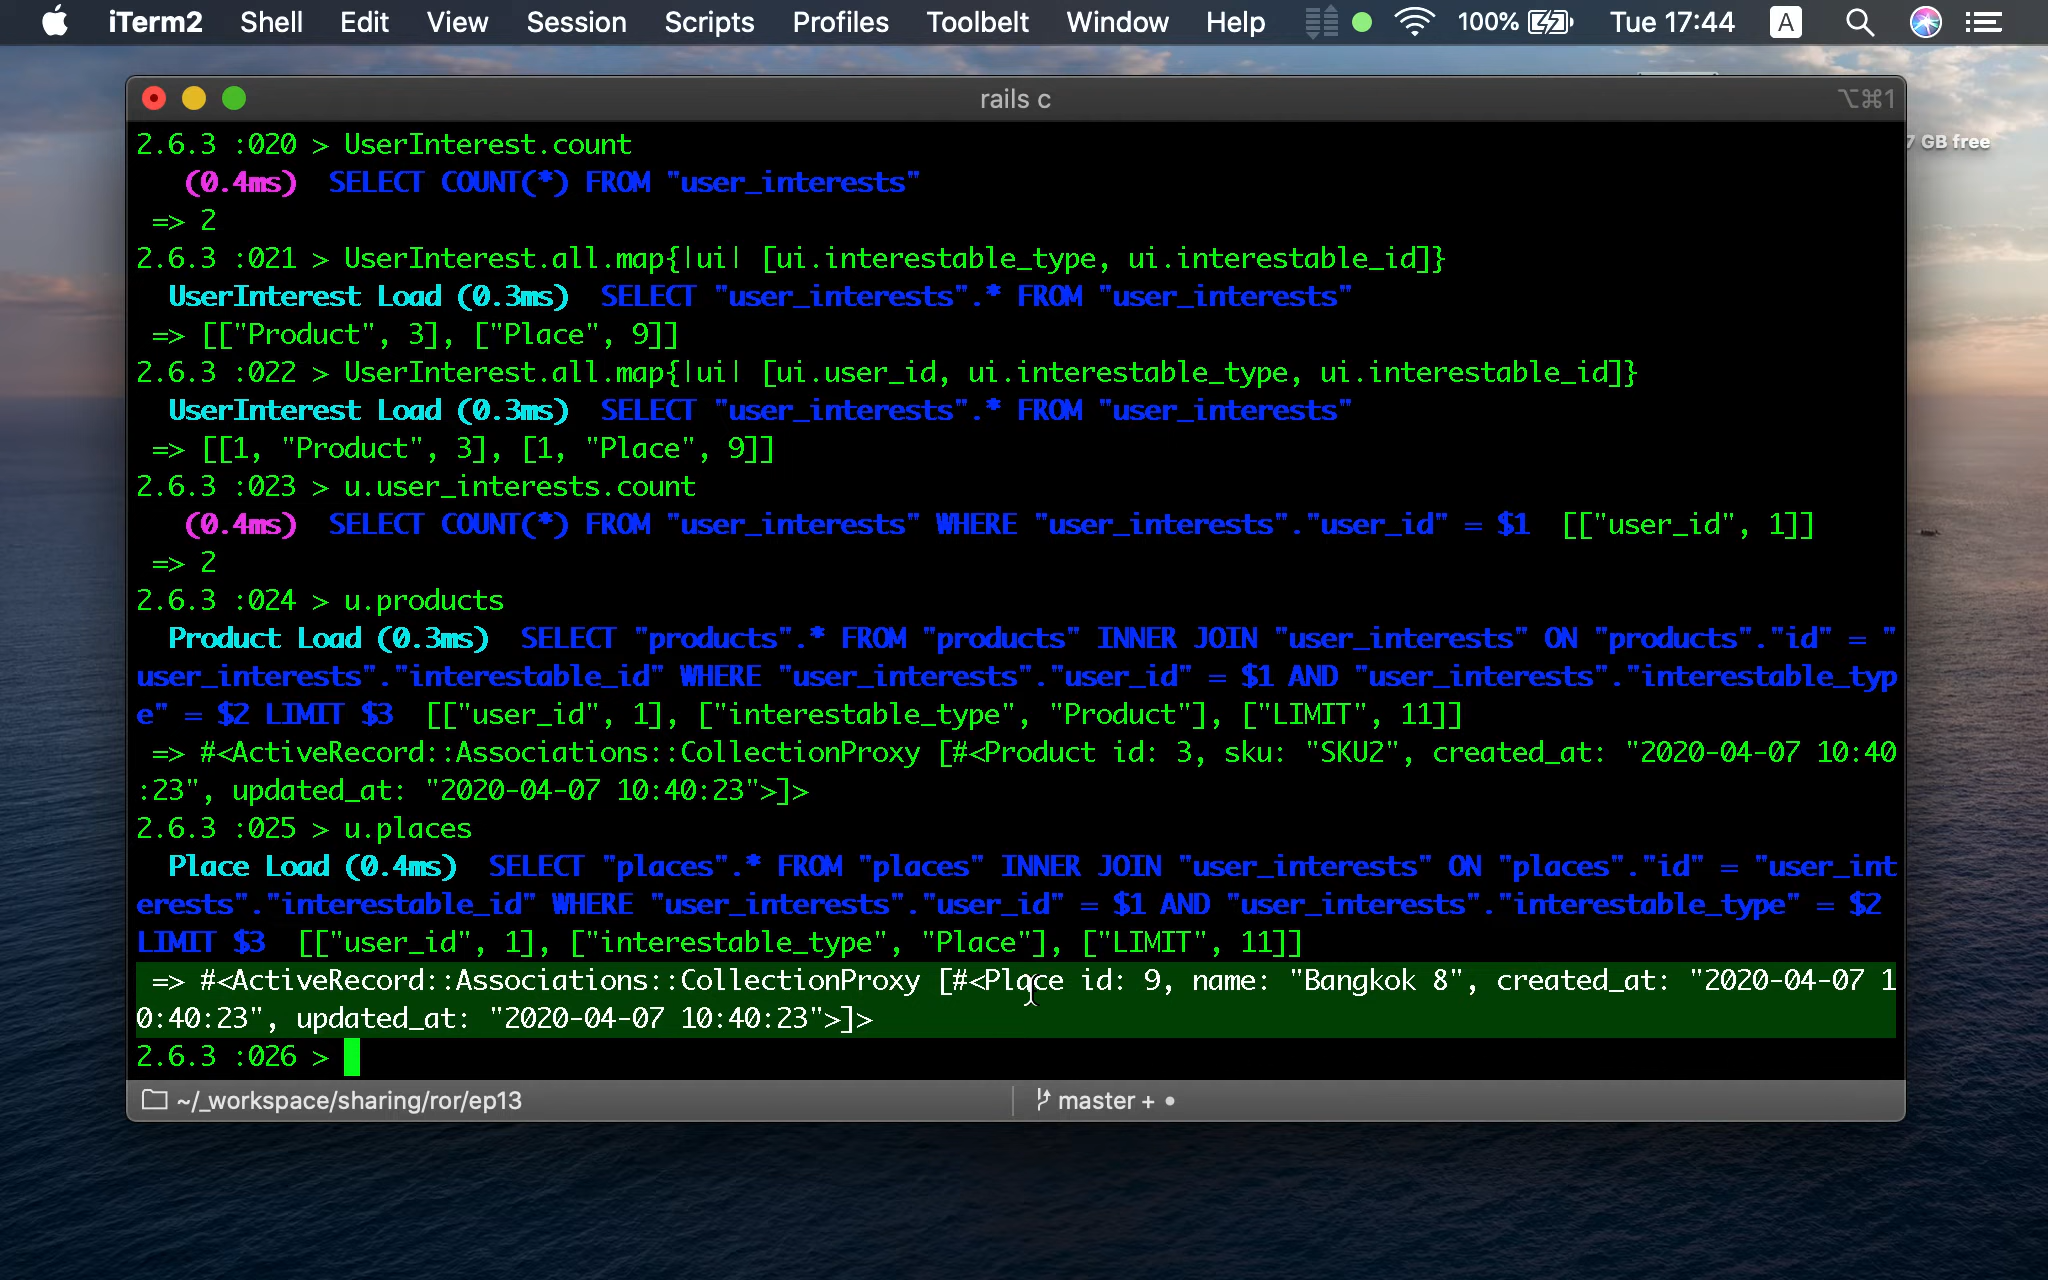 iTerm2 Shell Edit View Session Scripts Profiles Toolbelt Window Help 100% Tue 17:44 A
rails c ⌥⌘1
7 GB free
2.6.3 :020 > UserInterest.count
(0.4ms) SELECT COUNT(*) FROM "user_interests"
=> 2
2.6.3 :021 > UserInterest.all.map{|ui| [ui.interestable_type, ui.interestable_id]}
UserInterest Load (0.3ms) SELECT "user_interests".* FROM "user_interests"
=> [["Product", 3], ["Place", 9]]
2.6.3 :022 > UserInterest.all.map{|ui| [ui.user_id, ui.interestable_type, ui.interestable_id]}
UserInterest Load (0.3ms) SELECT "user_interests".* FROM "user_interests"
=> [[1, "Product", 3], [1, "Place", 9]]
2.6.3 :023 > u.user_interests.count
(0.4ms) SELECT COUNT(*) FROM "user_interests" WHERE "user_interests"."user_id" = $1 [["user_id", 1]]
=> 2
2.6.3 :024 > u.products
Product Load (0.3ms) SELECT "products".* FROM "products" INNER JOIN "user_interests" ON "products"."id" = "
user_interests"."interestable_id" WHERE "user_interests"."user_id" = $1 AND "user_interests"."interestable_typ
e" = $2 LIMIT $3 [["user_id", 1], ["interestable_type", "Product"], ["LIMIT", 11]]
=> #<ActiveRecord::Associations::CollectionProxy [#<Product id: 3, sku: "SKU2", created_at: "2020-04-07 10:40
:23", updated_at: "2020-04-07 10:40:23">]>
2.6.3 :025 > u.places
Place Load (0.4ms) SELECT "places".* FROM "places" INNER JOIN "user_interests" ON "places"."id" = "user_int
erests"."interestable_id" WHERE "user_interests"."user_id" = $1 AND "user_interests"."interestable_type" = $2
LIMIT $3 [["user_id", 1], ["interestable_type", "Place"], ["LIMIT", 11]]
=> #<ActiveRecord::Associations::CollectionProxy [#<Place id: 9, name: "Bangkok 8", created_at: "2020-04-07 1
0:40:23", updated_at: "2020-04-07 10:40:23">]>
2.6.3 :026 >
~/_workspace/sharing/ror/ep13 master + •